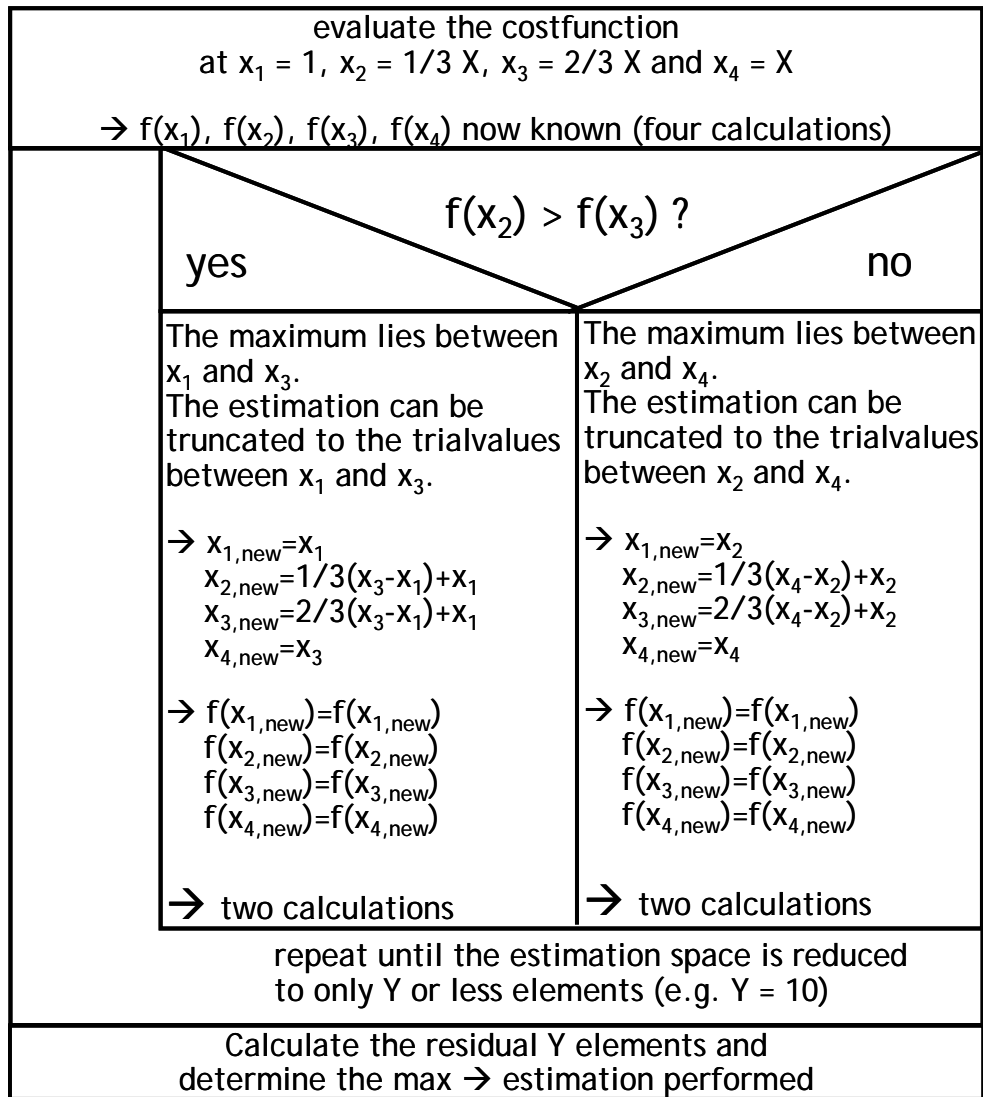 evaluate the costfunction
at x₁ = 1, x₂ = 1/3 X, x₃ = 2/3 X and x₄ = X
→ f(x₁), f(x₂), f(x₃), f(x₄) now known (four calculations)
f(x₂) > f(x₃) ?
yes
no
The maximum lies between
x₁ and x₃.
The estimation can be
truncated to the trialvalues
between x₁ and x₃.
→ x₁,new=x₁
x₂,new=1/3(x₃-x₁)+x₁
x₃,new=2/3(x₃-x₁)+x₁
x₄,new=x₃
→ f(x₁,new)=f(x₁,new)
f(x₂,new)=f(x₂,new)
f(x₃,new)=f(x₃,new)
f(x₄,new)=f(x₄,new)
→ two calculations
The maximum lies between
x₂ and x₄.
The estimation can be
truncated to the trialvalues
between x₂ and x₄.
→ x₁,new=x₂
x₂,new=1/3(x₄-x₂)+x₂
x₃,new=2/3(x₄-x₂)+x₂
x₄,new=x₄
→ f(x₁,new)=f(x₁,new)
f(x₂,new)=f(x₂,new)
f(x₃,new)=f(x₃,new)
f(x₄,new)=f(x₄,new)
→ two calculations
repeat until the estimation space is reduced
to only Y or less elements (e.g. Y = 10)
Calculate the residual Y elements and
determine the max → estimation performed